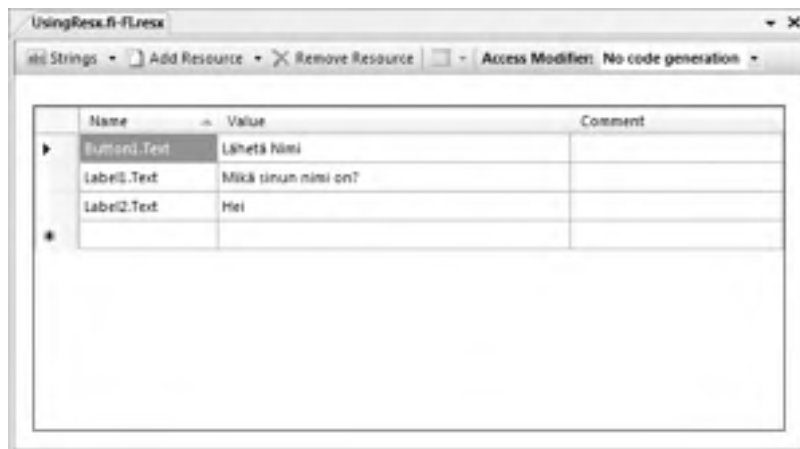 UsingResx.fi-FI.resx
Strings Add Resource Remove Resource Access Modifier: No code generation
Name Value Comment
Button1.Text Lähetä Nimi
Label1.Text Mikä sinun nimi on?
Label2.Text Hei